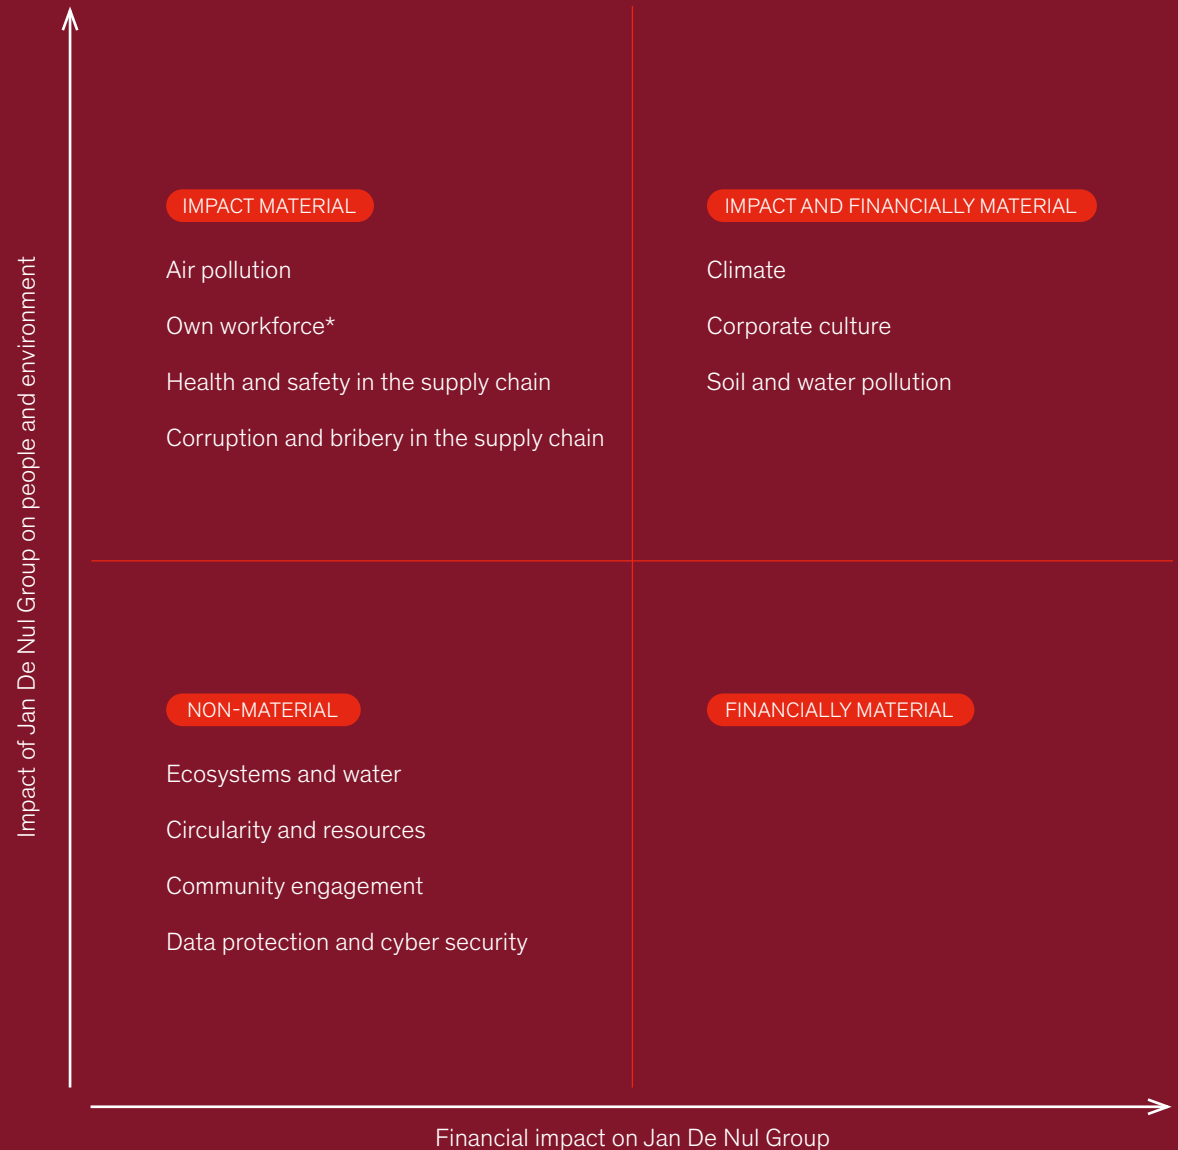 Impact of Jan De Nul Group on people and environment
IMPACT MATERIAL
Air pollution
Own workforce*
Health and safety in the supply chain
Corruption and bribery in the supply chain
IMPACT AND FINANCIALLY MATERIAL
Climate
Corporate culture
Soil and water pollution
NON-MATERIAL
Ecosystems and water
Circularity and resources
Community engagement
Data protection and cyber security
FINANCIALLY MATERIAL
Financial impact on Jan De Nul Group